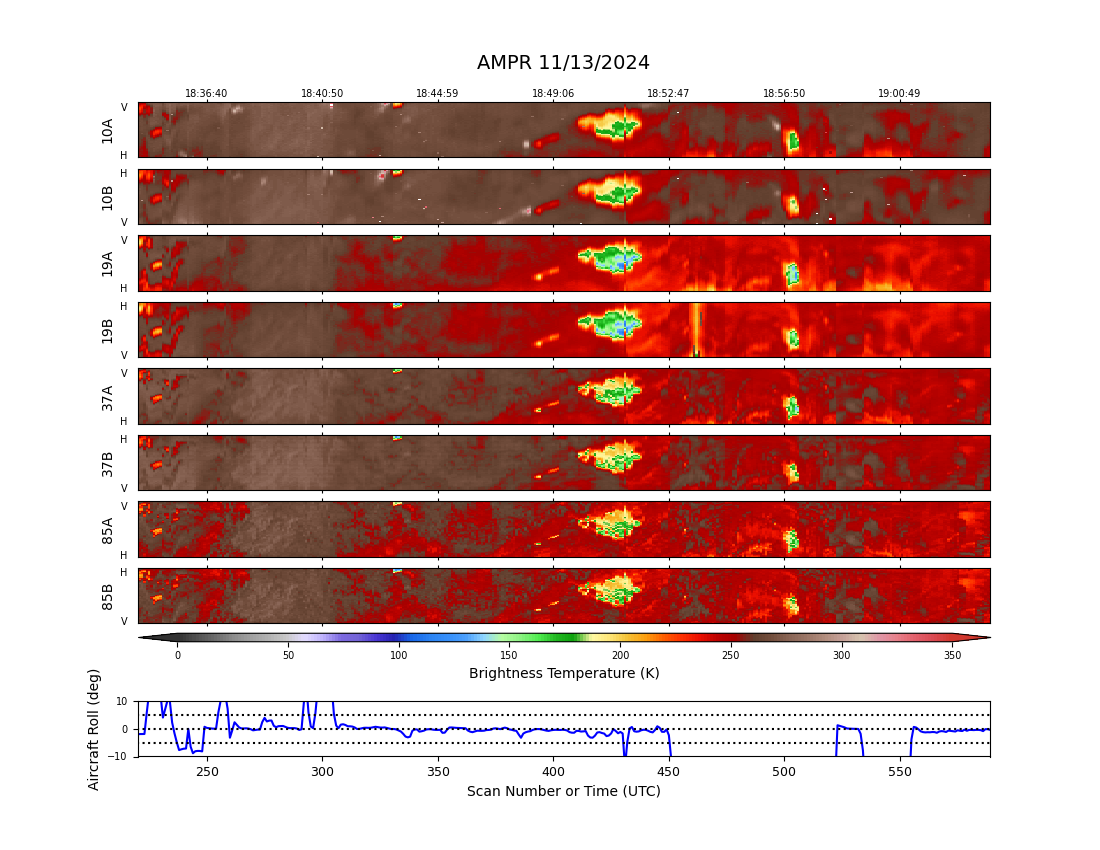 AMPR 11/13/2024
18:36:40 18:40:50 18:44:59 18:49:06 18:52:47 18:56:50 19:00:49
V
10A
H
H
10B
V
V
19A
H
H
19B
V
V
37A
H
H
37B
V
V
85A
H
H
85B
V
0 50 100 150 200 250 300 350
Brightness Temperature (K)
Aircraft Roll (deg)
10
0
−10
250 300 350 400 450 500 550
Scan Number or Time (UTC)